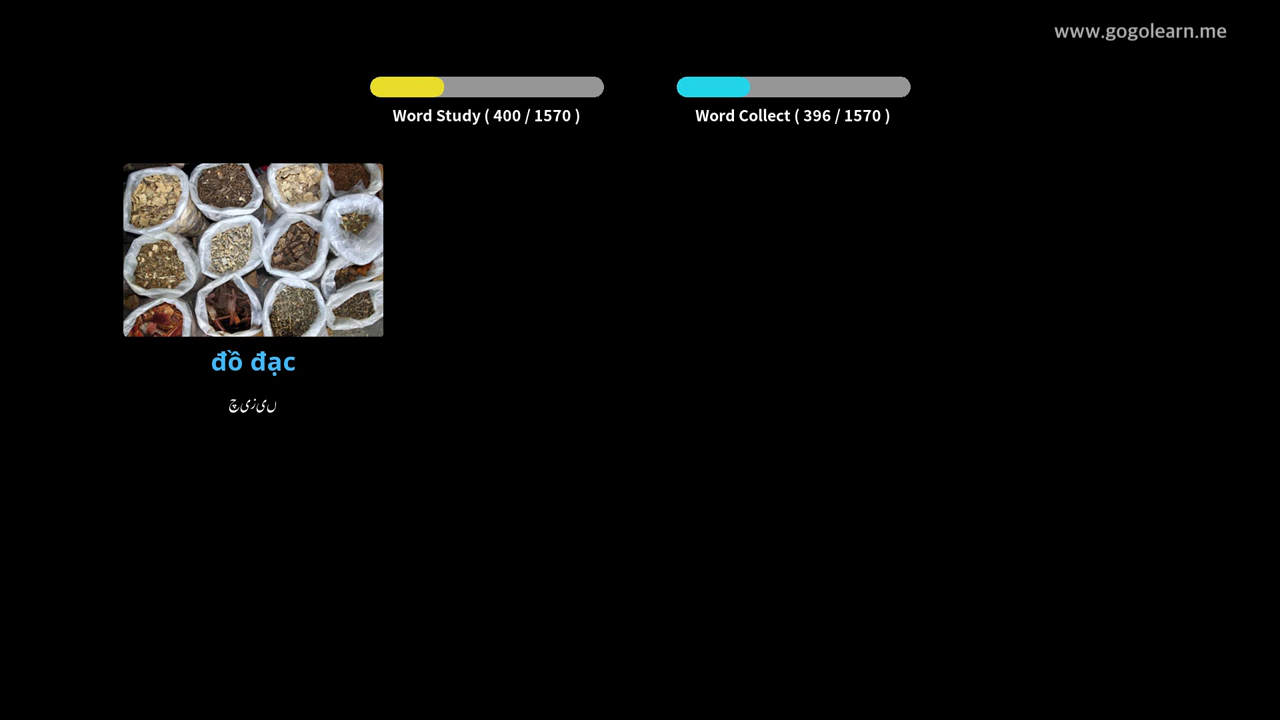 www.gogolearn.me
Word Study ( 400 / 1570 )
Word Collect ( 396 / 1570 )
đồ đạc
چیزیں